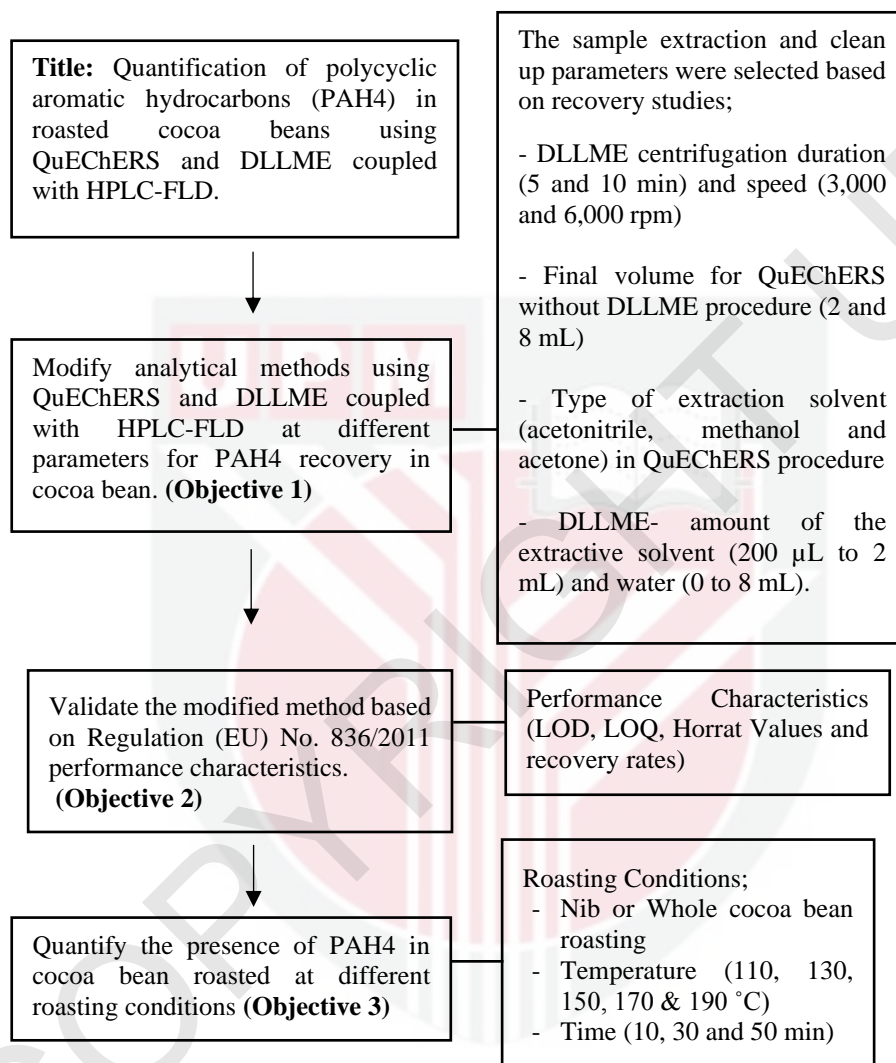 Title: Quantification of polycyclic
aromatic hydrocarbons (PAH4) in
roasted cocoa beans using
QuEChERS and DLLME coupled
with HPLC-FLD.
The sample extraction and clean
up parameters were selected based
on recovery studies;
- DLLME centrifugation duration
(5 and 10 min) and speed (3,000
and 6,000 rpm)
- Final volume for QuEChERS
without DLLME procedure (2 and
8 mL)
- Type of extraction solvent
(acetonitrile, methanol and
acetone) in QuEChERS procedure
- DLLME- amount of the
extractive solvent (200 µL to 2
mL) and water (0 to 8 mL).
Modify analytical methods using
QuEChERS and DLLME coupled
with HPLC-FLD at different
parameters for PAH4 recovery in
cocoa bean. (Objective 1)
Validate the modified method based
on Regulation (EU) No. 836/2011
performance characteristics.
(Objective 2)
Performance Characteristics
(LOD, LOQ, Horrat Values and
recovery rates)
Quantify the presence of PAH4 in
cocoa bean roasted at different
roasting conditions (Objective 3)
Roasting Conditions;
- Nib or Whole cocoa bean
roasting
- Temperature (110, 130,
150, 170 & 190 ˚C)
- Time (10, 30 and 50 min)
UPM
COPYRIGHT U